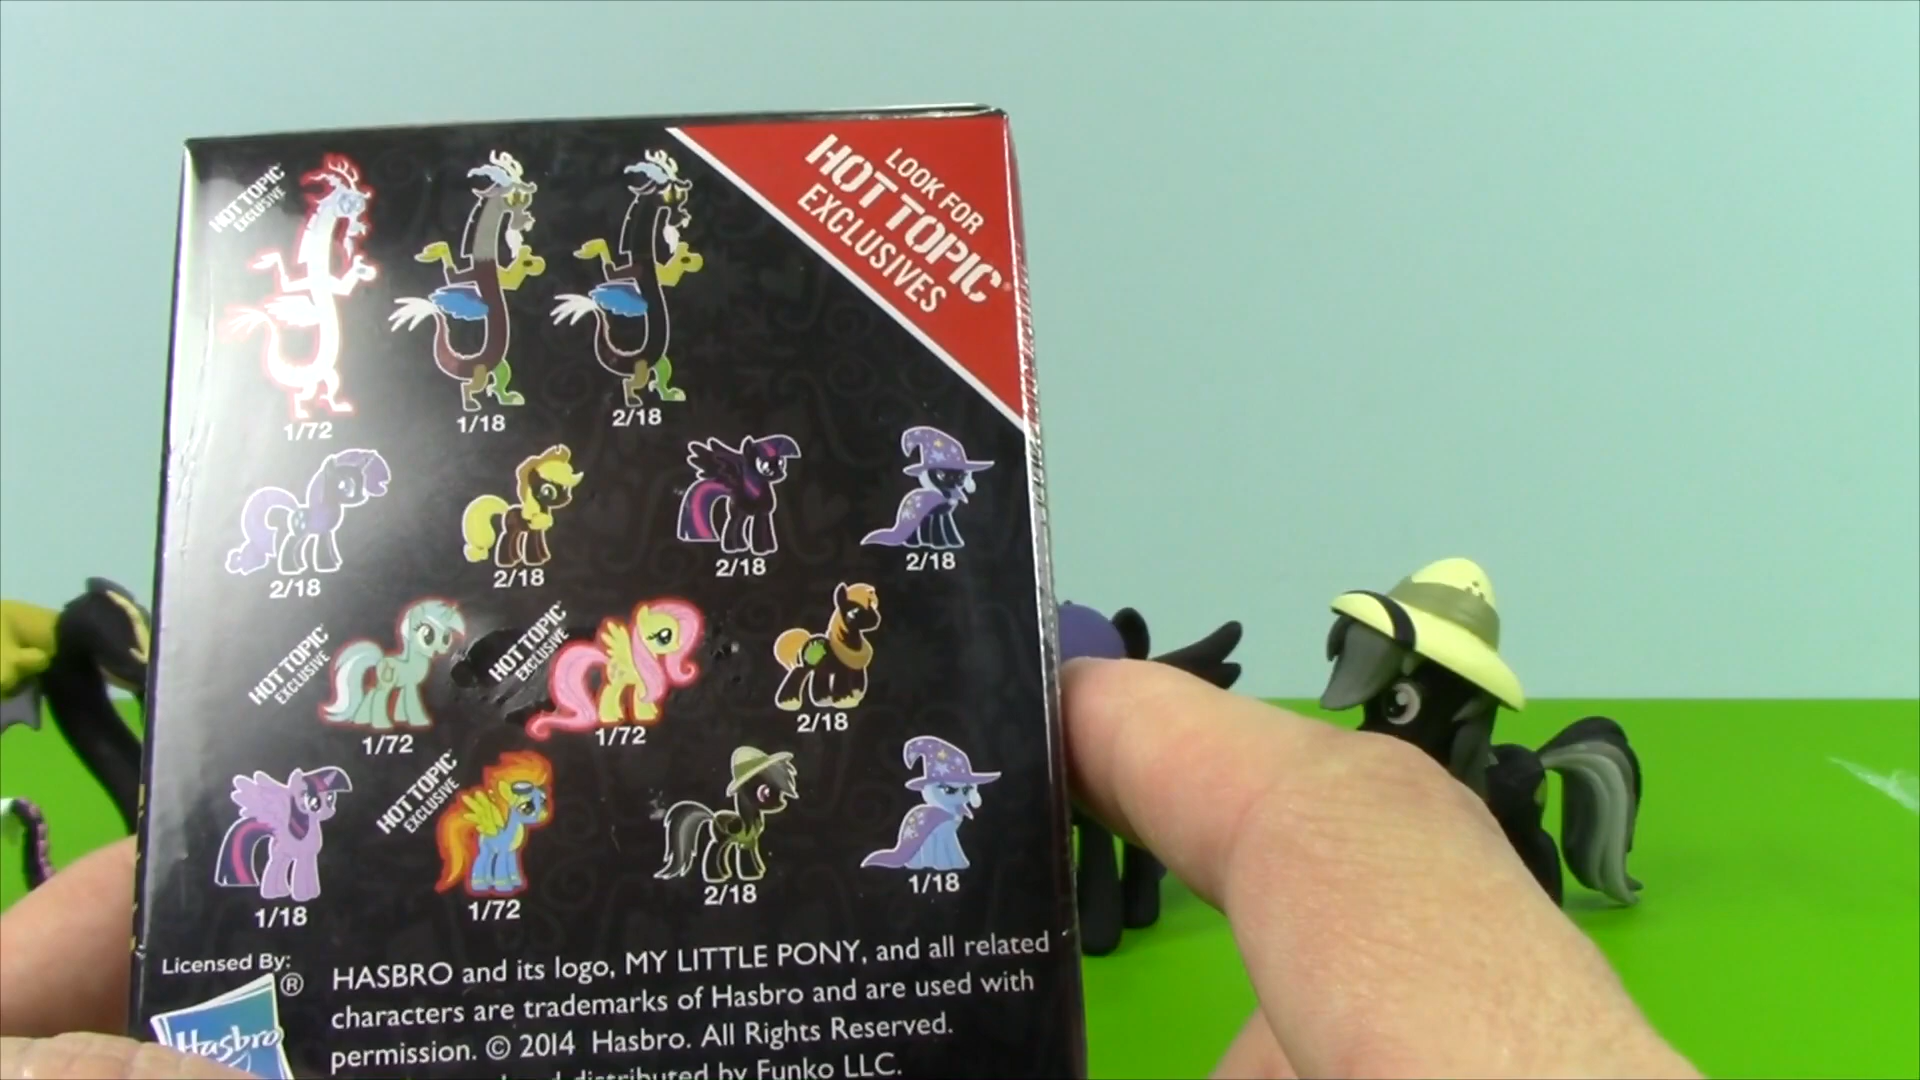 LOOK FOR
HOT TOPIC®
EXCLUSIVES
HOT TOPIC
EXCLUSIVE
1/72
1/18
2/18
2/18
2/18
2/18
2/18
HOT TOPIC
EXCLUSIVE
1/72
HOT TOPIC
EXCLUSIVE
1/72
2/18
1/18
HOT TOPIC
EXCLUSIVE
1/72
2/18
1/18
Licensed By:
Hasbro ®
HASBRO and its logo, MY LITTLE PONY, and all related
characters are trademarks of Hasbro and are used with
permission. © 2014 Hasbro. All Rights Reserved.
distributed by Funko LLC.